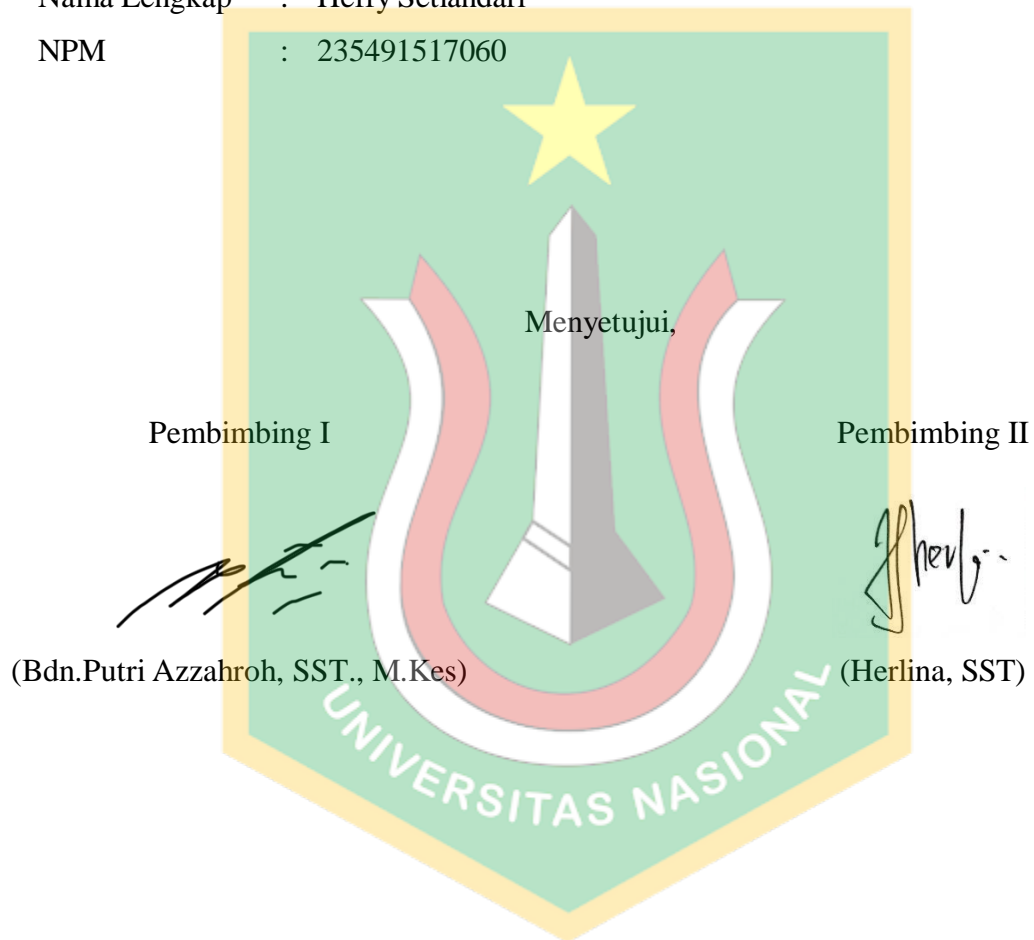 Nama Lengkap : Herry Setiandari
NPM : 235491517060
Menyetujui,
Pembimbing I Pembimbing II
(Bdn.Putri Azzahroh, SST., M.Kes) (Herlina, SST)
UNIVERSITAS NASIONAL